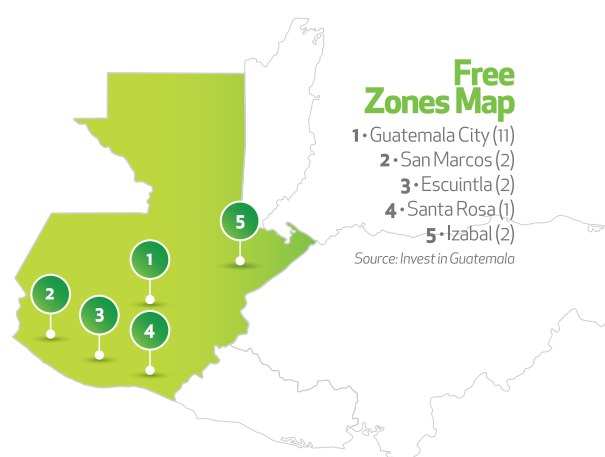 Free
Zones Map
1 • Guatemala City (11)
2 • San Marcos (2)
3 • Escuintla (2)
4 • Santa Rosa (1)
5 • Izabal (2)
Source: Invest in Guatemala
5
1
2
3
4